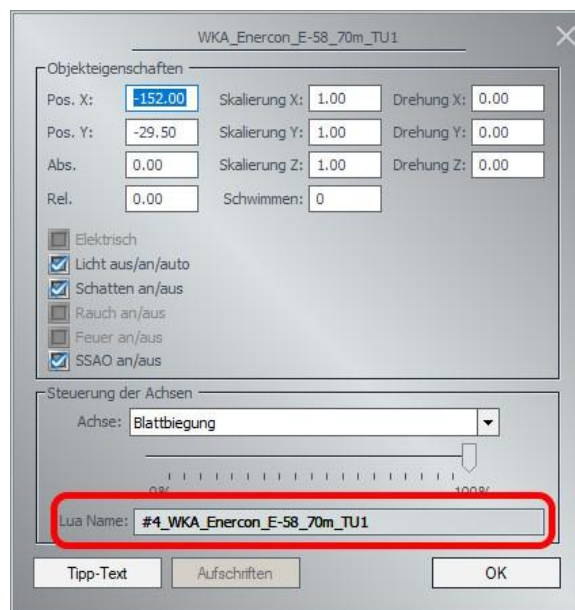 WKA_Enercon_E-58_70m_TU1
Objekteigenschaften
Pos. X: -152.00 Skalierung X: 1.00 Drehung X: 0.00
Pos. Y: -29.50 Skalierung Y: 1.00 Drehung Y: 0.00
Abs. 0.00 Skalierung Z: 1.00 Drehung Z: 0.00
Rel. 0.00 Schwimmen: 0
Elektrisch
Licht aus/an/auto
Schatten an/aus
Rauch an/aus
Feuer an/aus
SSAO an/aus
Steuerung der Achsen
Achse: Blattbiegung
0% 100%
Lua Name: #4_WKA_Enercon_E-58_70m_TU1
Tipp-Text Aufschriften OK